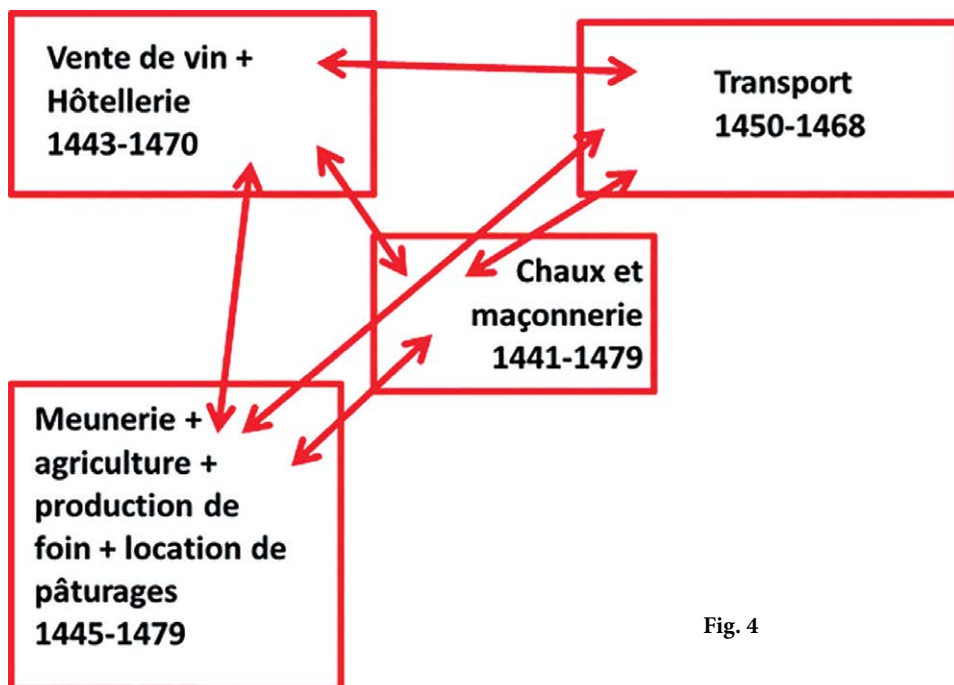 Vente de vin +
Hôtellerie
1443-1470
Transport
1450-1468
Chaux et
maçonnerie
1441-1479
Meunerie +
agriculture +
production de
foin + location de
pâturages
1445-1479
Fig. 4